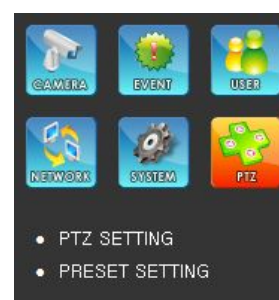 CAMERA
EVENT
USER
NETWORK
SYSTEM
PTZ
• PTZ SETTING
• PRESET SETTING